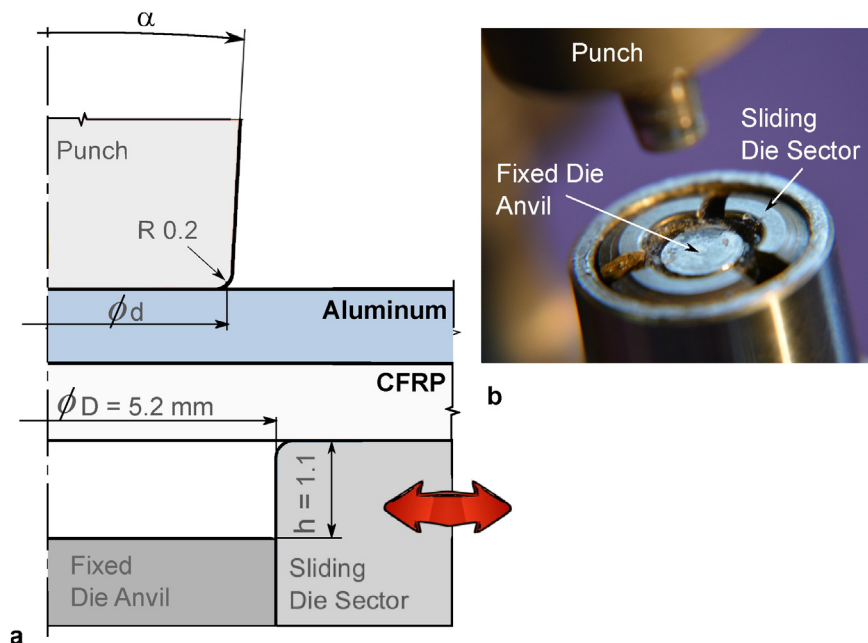 α
Punch
R 0.2
ϕd
Aluminum
CFRP
ϕD = 5.2 mm
h = 1.1
Fixed
Die Anvil
Sliding
Die Sector
a
Punch
Sliding
Die Sector
Fixed Die
Anvil
b